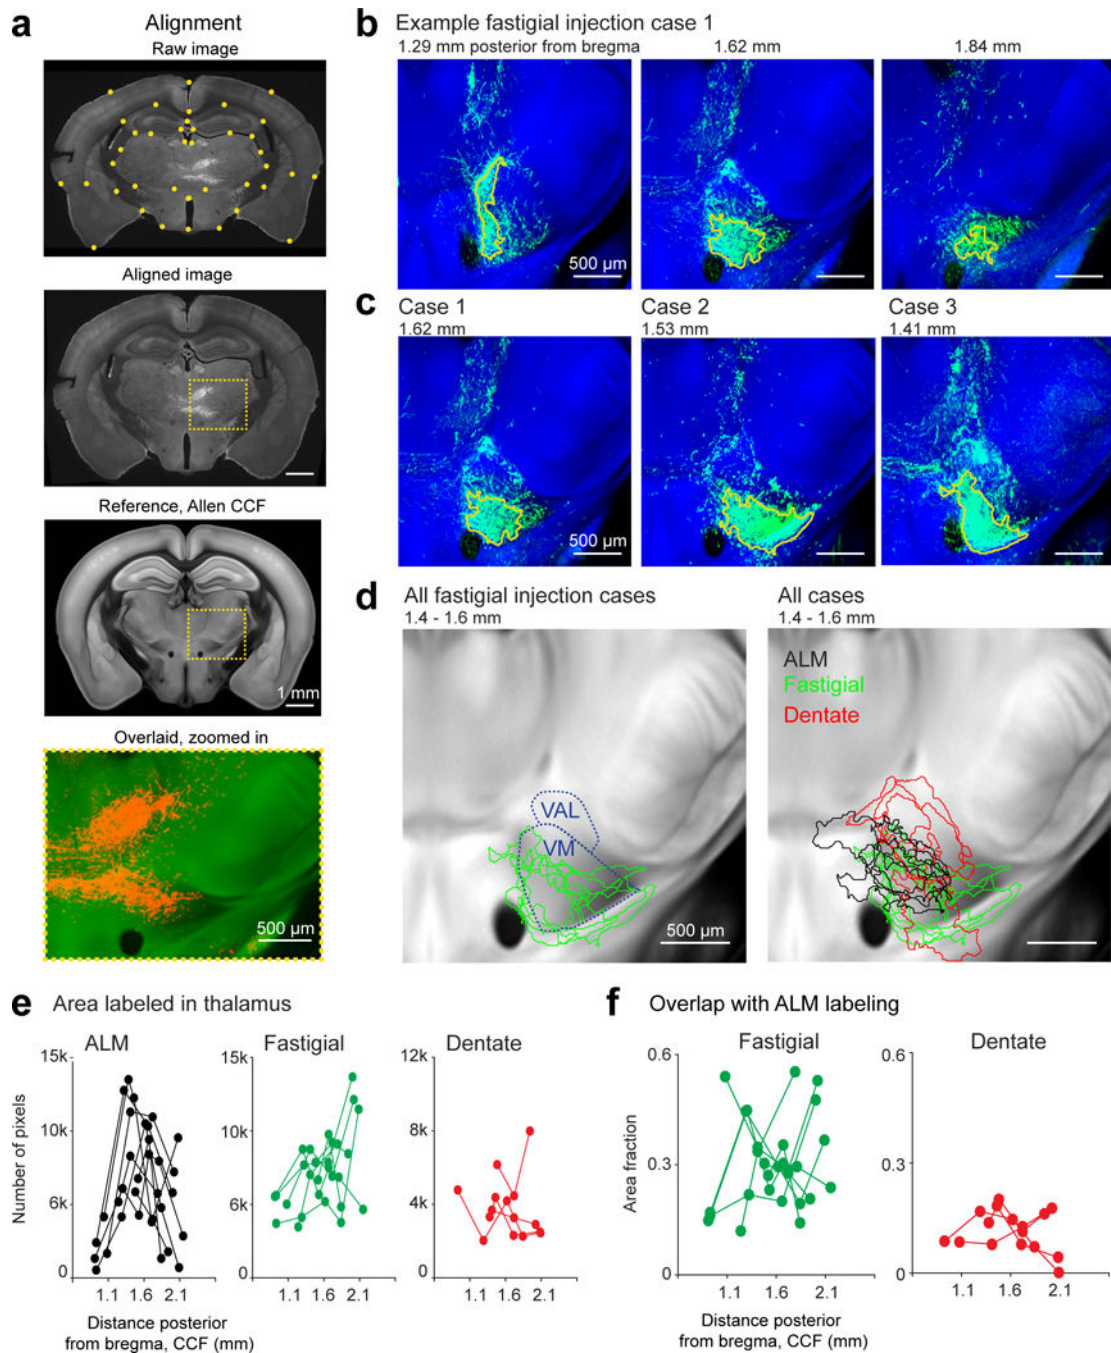 a
Alignment
Raw image
Aligned image
Reference, Allen CCF
1 mm
Overlaid, zoomed in
500 µm
b Example fastigial injection case 1
1.29 mm posterior from bregma 1.62 mm 1.84 mm
500 µm
c Case 1 Case 2 Case 3
1.62 mm 1.53 mm 1.41 mm
500 µm
d All fastigial injection cases All cases
1.4 - 1.6 mm 1.4 - 1.6 mm
ALM
Fastigial
Dentate
VAL
VM
500 µm
e Area labeled in thalamus
ALM Fastigial Dentate
15k 15k 12k
10k 10k 8k
6k 6k 4k
0 0 0
Number of pixels
1.1 1.6 2.1 1.1 1.6 2.1 1.1 1.6 2.1
Distance posterior
from bregma, CCF (mm)
f Overlap with ALM labeling
Fastigial Dentate
0.6 0.6
0.3 0.3
0 0
Area fraction
1.1 1.6 2.1 1.1 1.6 2.1
Distance posterior
from bregma, CCF (mm)